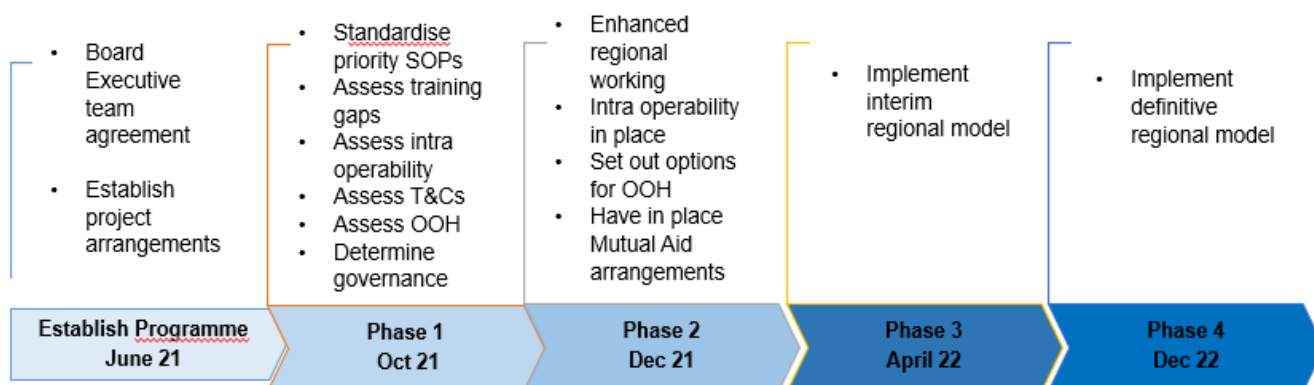 • Board
Executive
team
agreement
• Establish
project
arrangements
Establish Programme
June 21
• Standardise
priority SOPs
• Assess training
gaps
• Assess intra
operability
• Assess T&Cs
• Assess OOH
• Determine
governance
Phase 1
Oct 21
• Enhanced
regional
working
• Intra operability
in place
• Set out options
for OOH
• Have in place
Mutual Aid
arrangements
Phase 2
Dec 21
• Implement
interim
regional model
Phase 3
April 22
• Implement
definitive
regional model
Phase 4
Dec 22